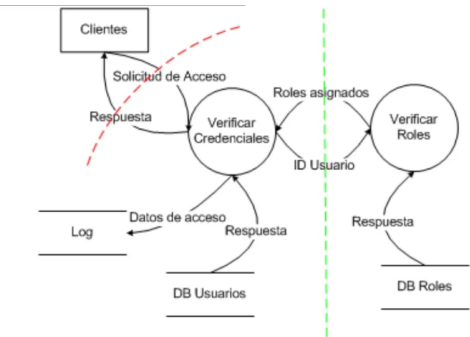 Clientes
Solicitud de Acceso
Roles asignados
Respuesta
Verificar
Credenciales
Verificar
Roles
ID Usuario
Datos de acceso
Respuesta
Respuesta
Log
DB Usuarios
DB Roles